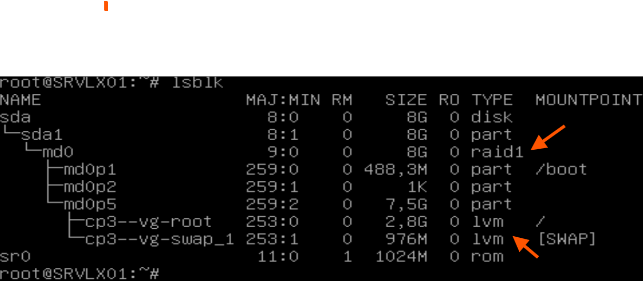 root@SRVLX01:~# lsblk
NAME MAJ:MIN RM SIZE RO TYPE MOUNTPOINT
sda 8:0 0 8G 0 disk
└─sda1 8:1 0 8G 0 part
└─md0 9:0 0 8G 0 raid1
├─md0p1 259:0 0 488,3M 0 part /boot
├─md0p2 259:1 0 1K 0 part
└─md0p5 259:2 0 7,5G 0 part
├─cp3--vg-root 253:0 0 2,8G 0 lvm /
└─cp3--vg-swap_1 253:1 0 976M 0 lvm [SWAP]
sr0 11:0 1 1024M 0 rom
root@SRVLX01:~#